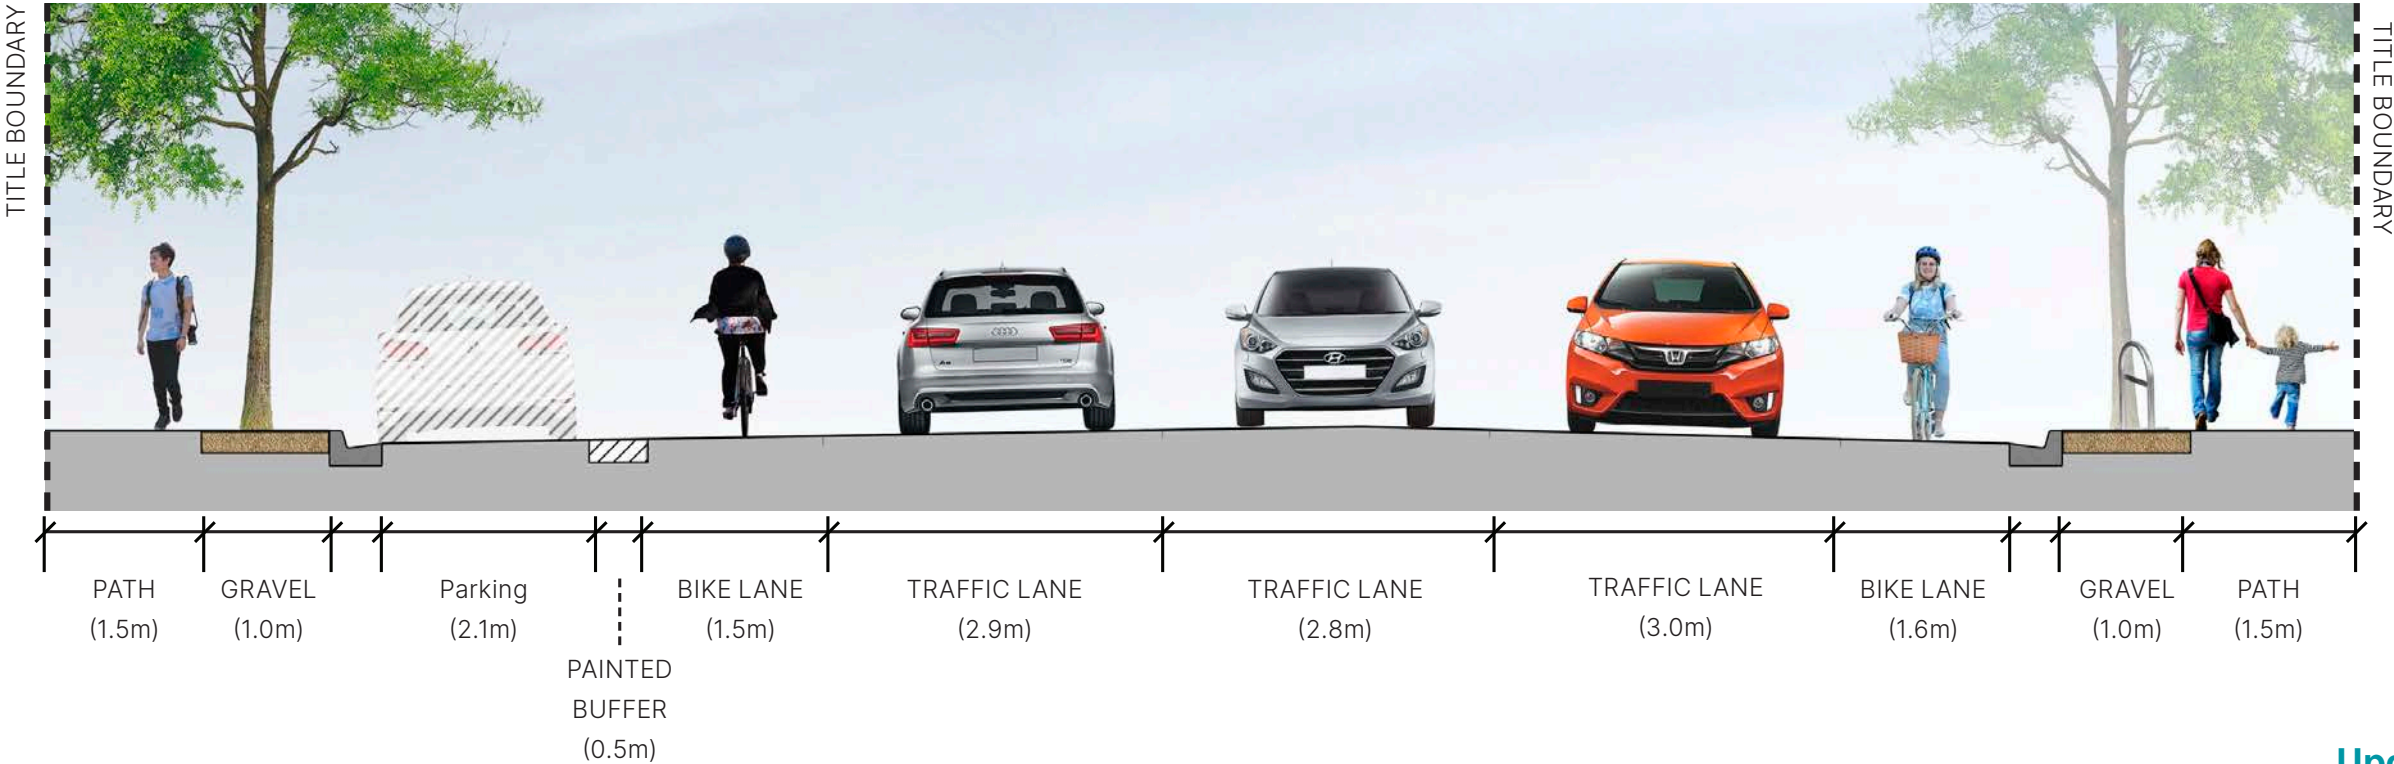 TITLE BOUNDARY
TITLE BOUNDARY
PATH
(1.5m)
GRAVEL
(1.0m)
Parking
(2.1m)
PAINTED
BUFFER
(0.5m)
BIKE LANE
(1.5m)
TRAFFIC LANE
(2.9m)
TRAFFIC LANE
(2.8m)
TRAFFIC LANE
(3.0m)
BIKE LANE
(1.6m)
GRAVEL
(1.0m)
PATH
(1.5m)